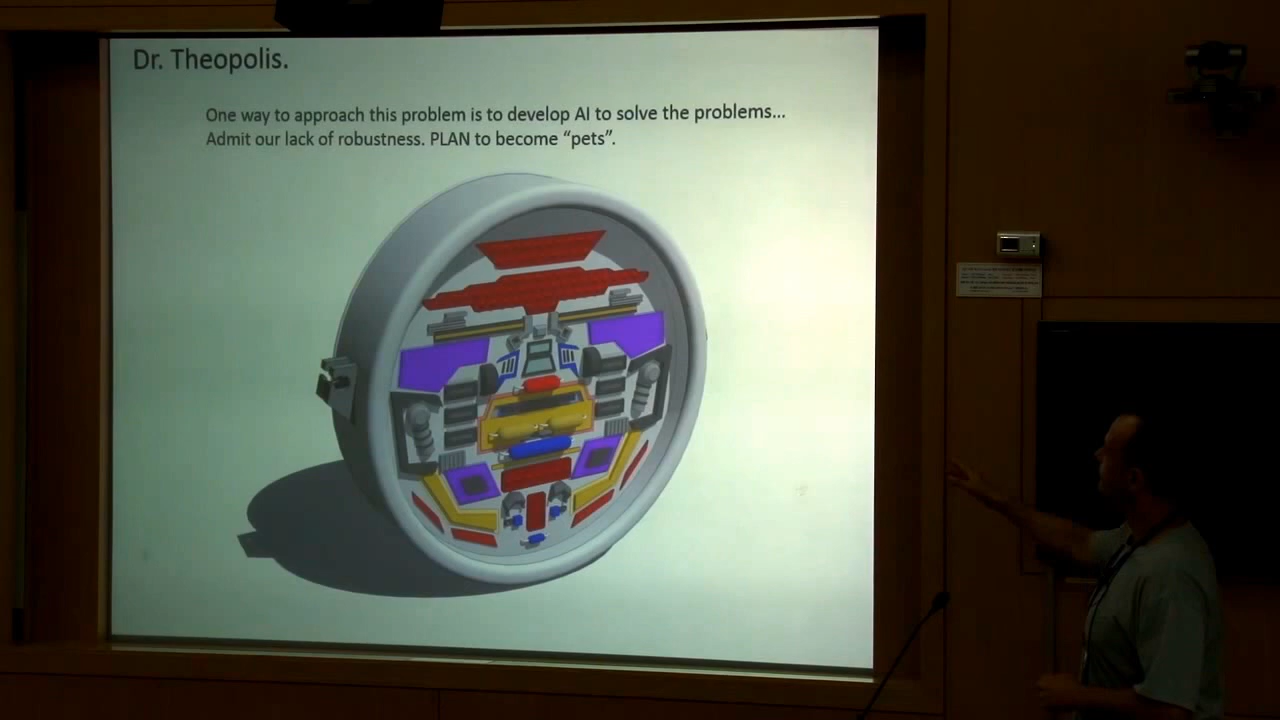 Dr. Theopolis.
One way to approach this problem is to develop AI to solve the problems...
Admit our lack of robustness. PLAN to become “pets”.